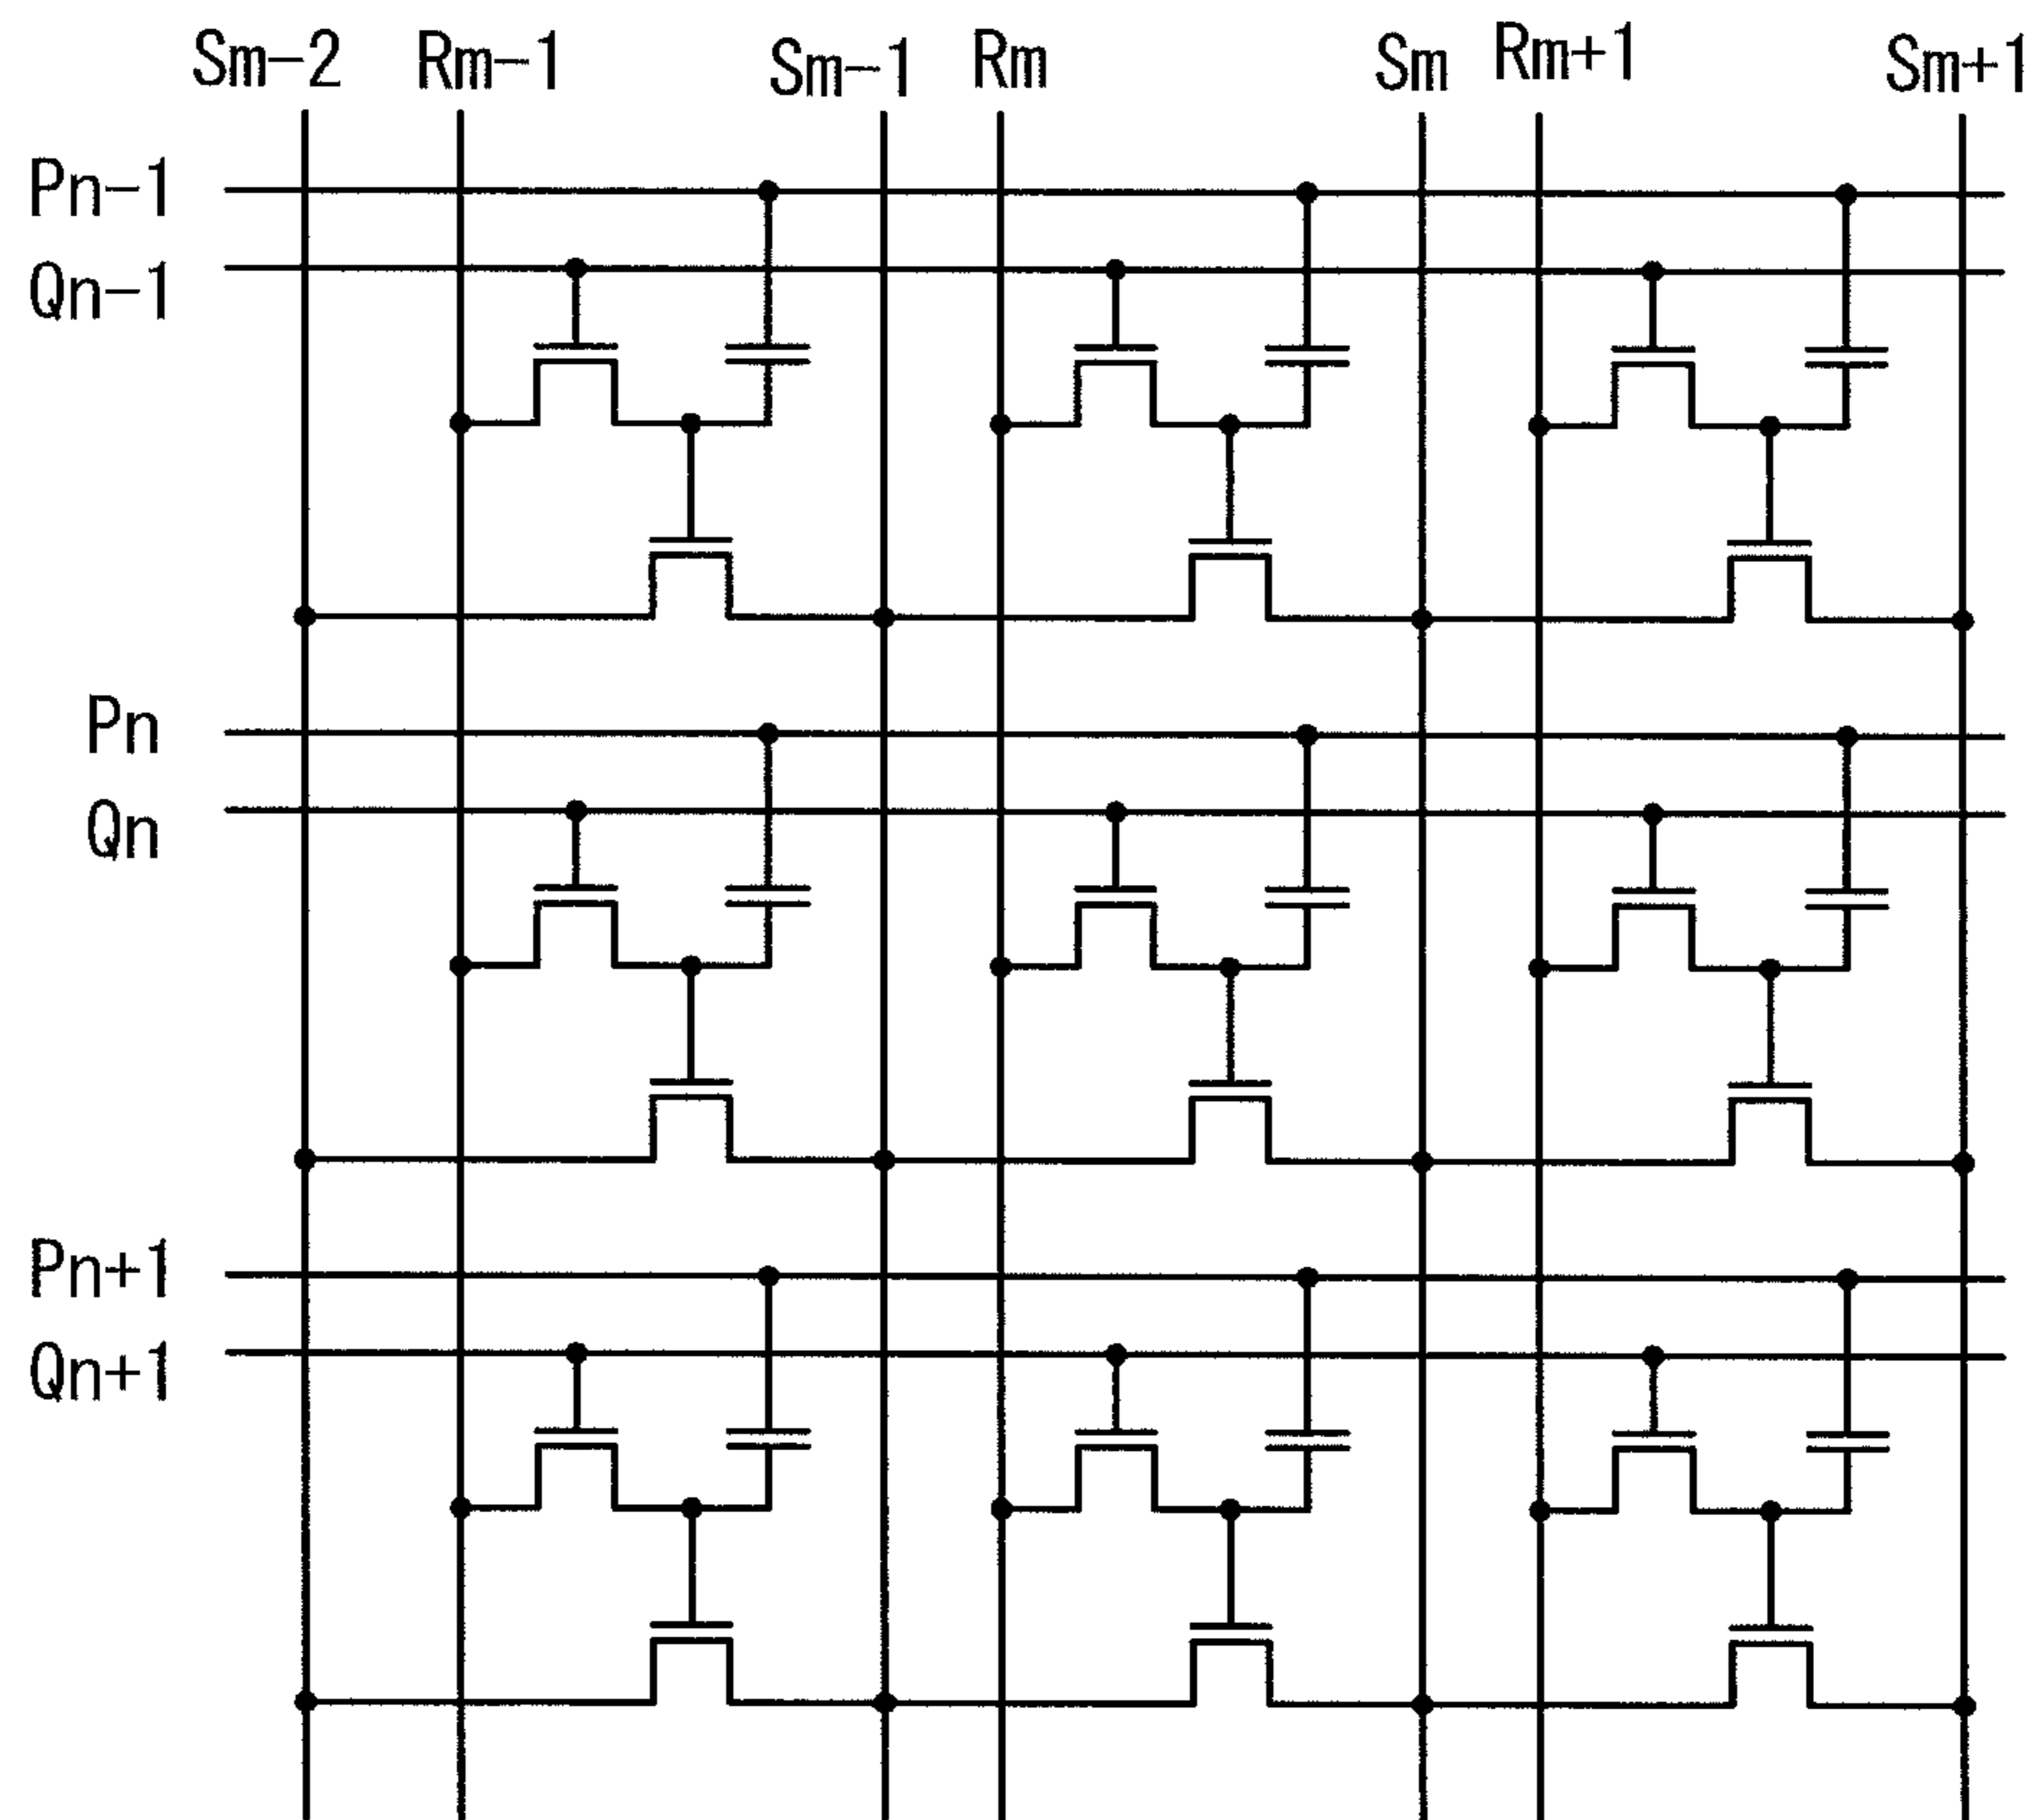 Sm-2 Rm-1 Sm-1 Rm Sm Rm+1 Sm+1
Pn-1
Qn-1
Pn
Qn
Pn+1
Qn+1